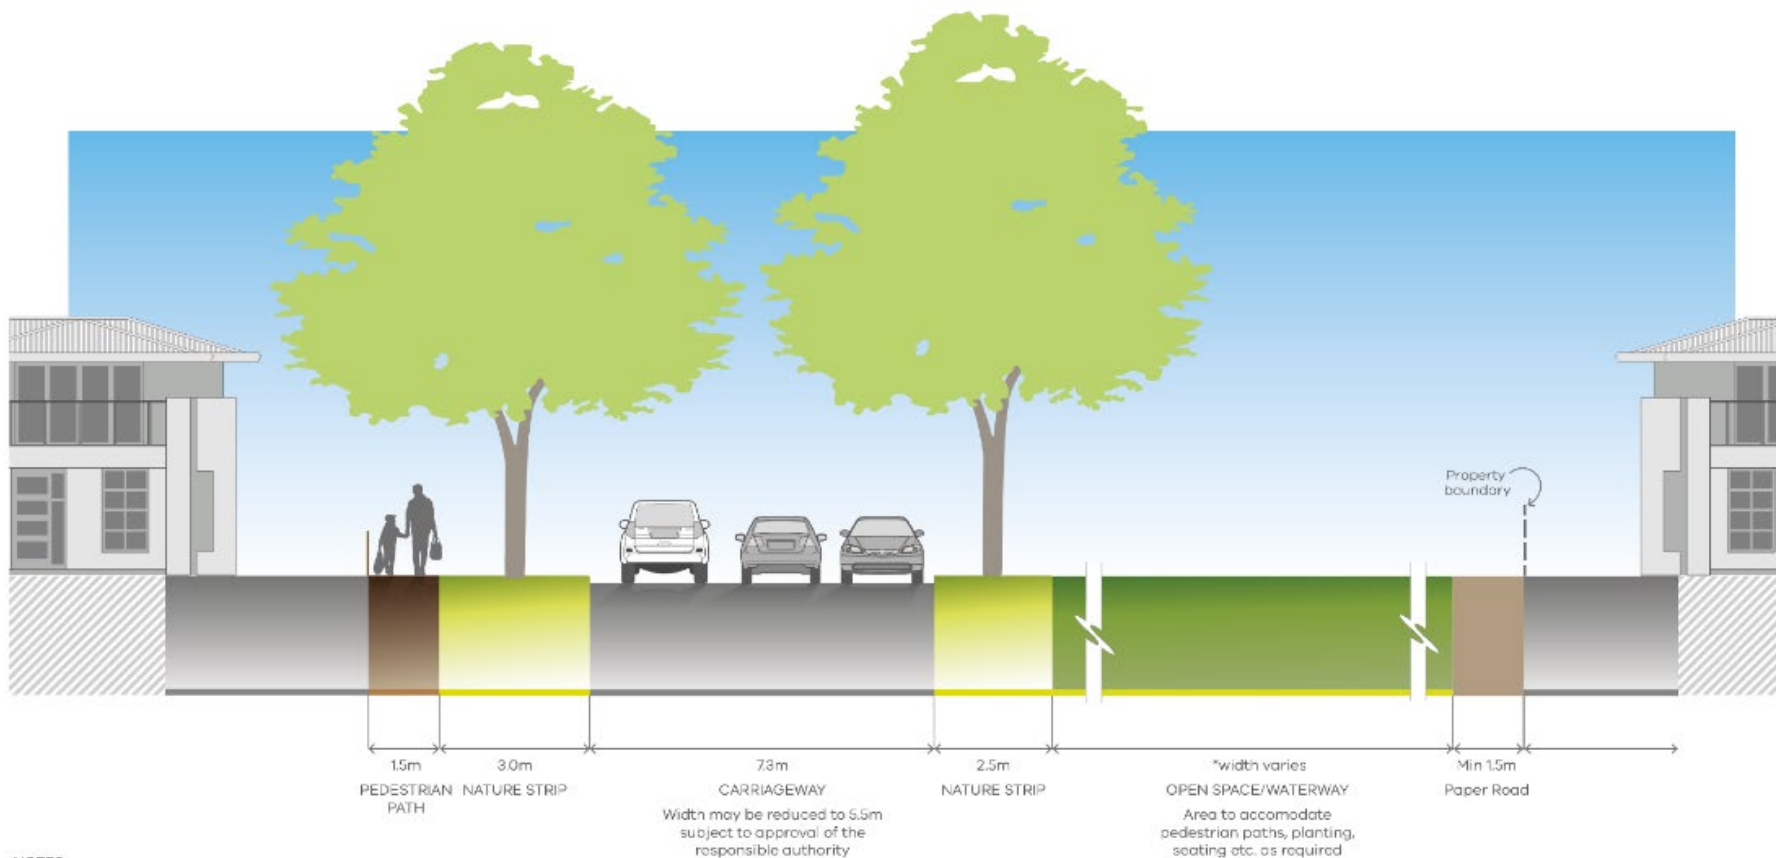 Property
boundary
1.5m
PEDESTRIAN
PATH
3.0m
NATURE STRIP
7.3m
CARRIAGEWAY
Width may be reduced to 5.5m
subject to approval of the
responsible authority
2.5m
NATURE STRIP
*width varies
OPEN SPACE/WATERWAY
Area to accomodate
pedestrian paths, planting,
seating etc. as required
Min 1.5m
Paper Road